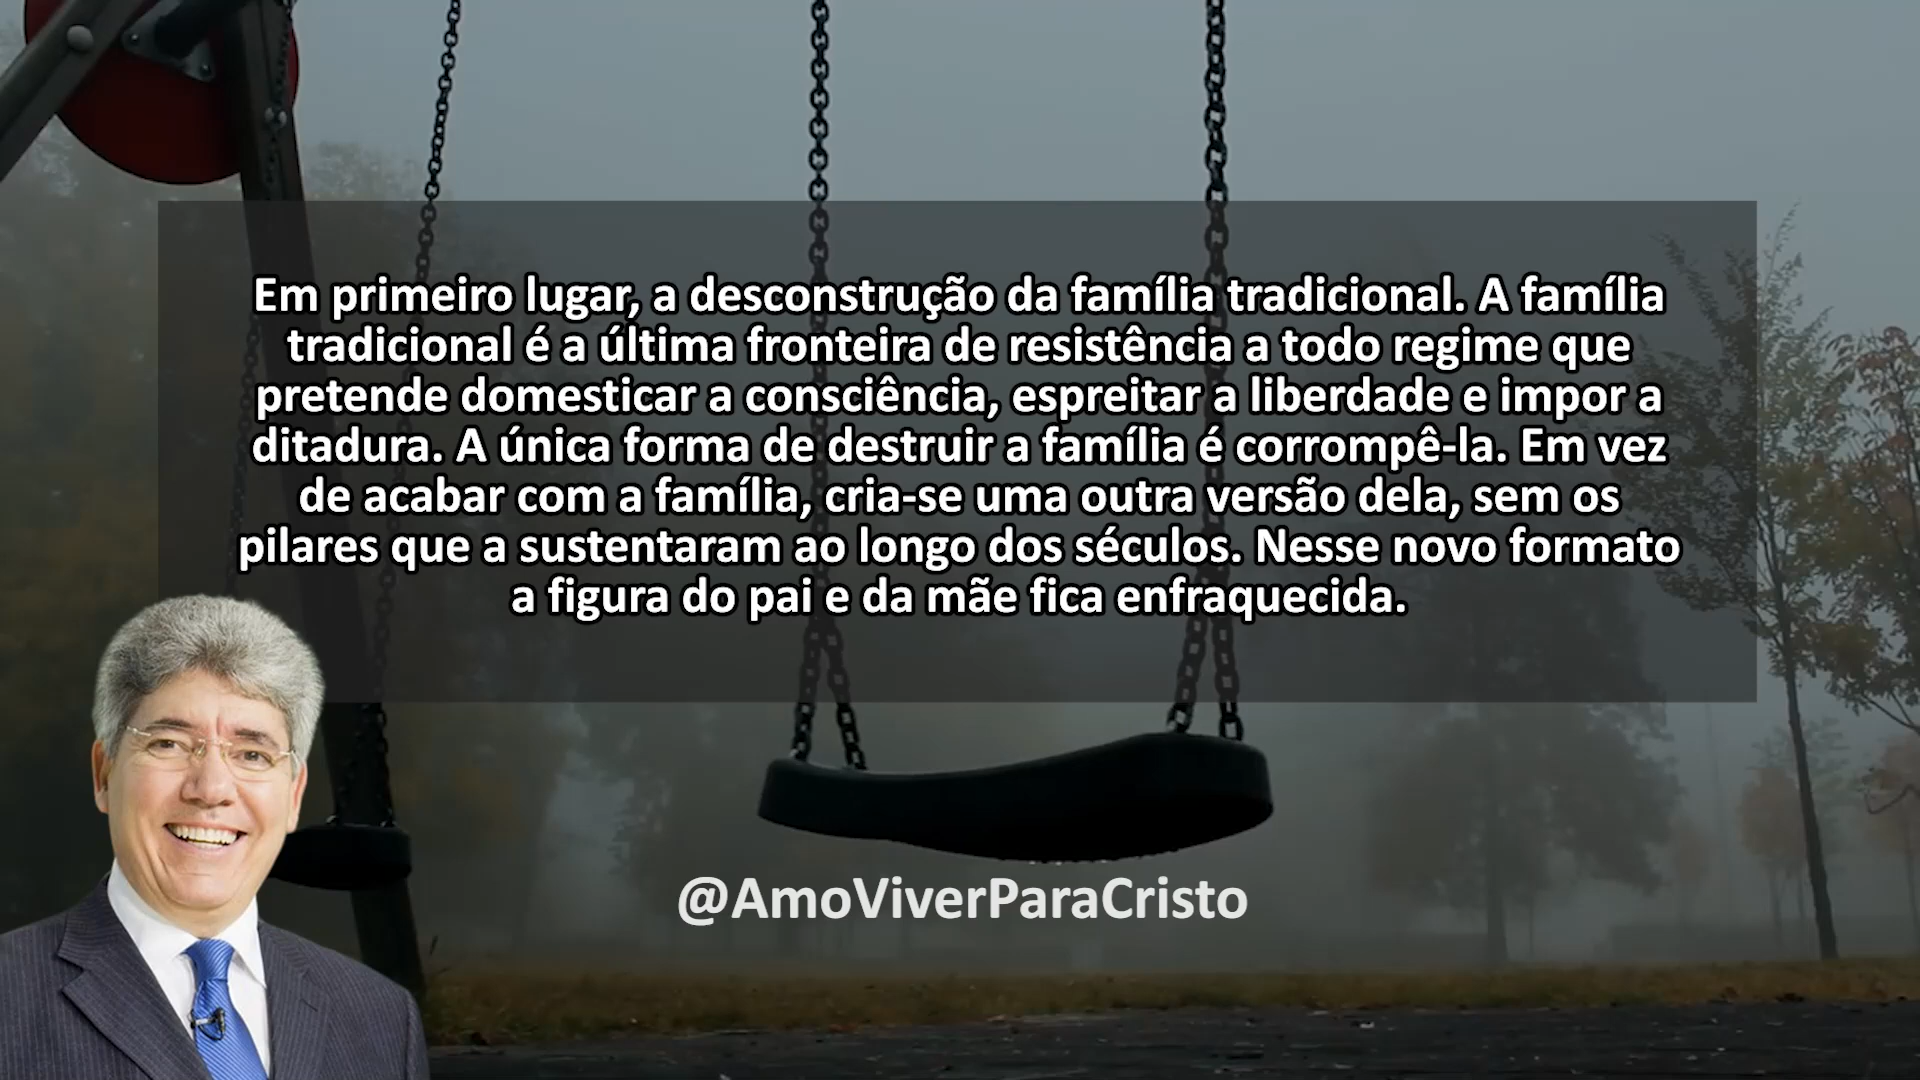 Em primeiro lugar, a desconstrução da família tradicional. A família
tradicional é a última fronteira de resistência a todo regime que
pretende domesticar a consciência, espreitar a liberdade e impor a
ditadura. A única forma de destruir a família é corrompê-la. Em vez
de acabar com a família, cria-se uma outra versão dela, sem os
pilares que a sustentaram ao longo dos séculos. Nesse novo formato
a figura do pai e da mãe fica enfraquecida.
@AmoViverParaCristo